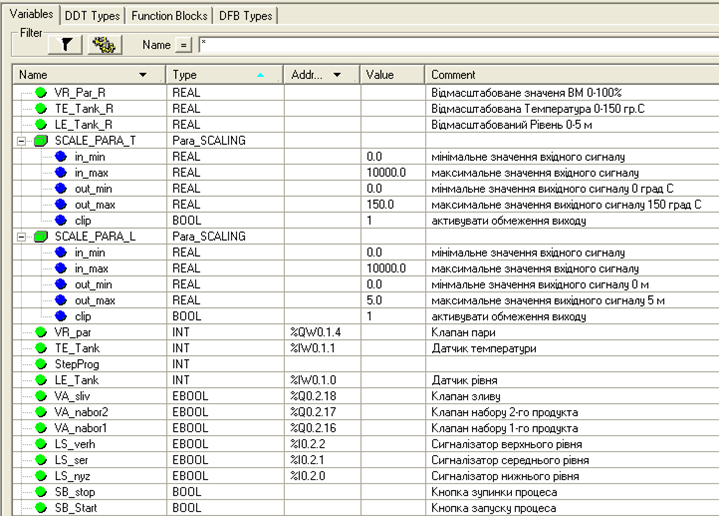 Variables DDT Types Function Blocks DFB Types
Filter
Name = *
Name Type Addr... Value Comment
VR_Par_R REAL Відмасштабоване значеня ВМ 0-100%
TE_Tank_R REAL Відмасштабована Температура 0-150 гр.С
LE_Tank_R REAL Відмасштабований Рівень 0-5 м
SCALE_PARA_T Para_SCALING
in_min REAL 0.0 мінімальне значення вхідного сигналу
in_max REAL 10000.0 максимальне значення вхідного сигналу
out_min REAL 0.0 мінмальне значення вихідного сигналу 0 град С
out_max REAL 150.0 максимальне значення вихідного сигналу 150 град С
clip BOOL 1 активувати обмеження виходу
SCALE_PARA_L Para_SCALING
in_min REAL 0.0 мінімальне значення вхідного сигналу
in_max REAL 10000.0 максимальне значення вхідного сигналу
out_min REAL 0.0 мінмальне значення вихідного сигналу 0 м
out_max REAL 5.0 максимальне значення вихідного сигналу 5 м
clip BOOL 1 активувати обмеження виходу
VR_par INT %QW0.1.4 Клапан пари
TE_Tank INT %IW0.1.1 Датчик температури
StepProg INT
LE_Tank INT %IW0.1.0 Датчик рівня
VA_sliv EBOOL %Q0.2.18 Клапан зливу
VA_nabor2 EBOOL %Q0.2.17 Клапан набору 2-го продукта
VA_nabor1 EBOOL %Q0.2.16 Клапан набору 1-го продукта
LS_verh EBOOL %I0.2.2 Сигналізатор верхнього рівня
LS_ser EBOOL %I0.2.1 Сигналізатор середнього рівня
LS_nyz EBOOL %I0.2.0 Сигналізатор нижнього рівня
SB_stop BOOL Кнопка зупинки процеса
SB_Start BOOL Кнопка запуску процеса